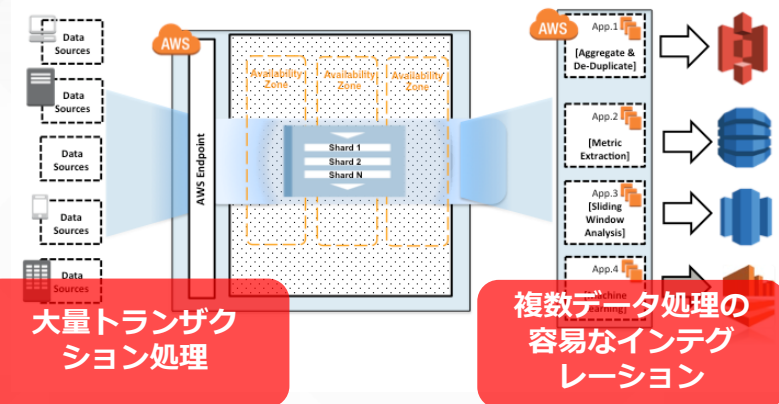 Data
Sources
Data
Sources
Data
Sources
Data
Sources
Data
Sources
AWS
AWS Endpoint
Availability
Zone
Availability
Zone
Availability
Zone
Shard 1
Shard 2
Shard N
AWS
App.1
[Aggregate &
De-Duplicate]
App.2
[Metric
Extraction]
App.3
[Sliding
Window
Analysis]
App.4
[Machine
Learning]
大量トランザク
ション処理
複数データ処理の
容易なインテグ
レーション